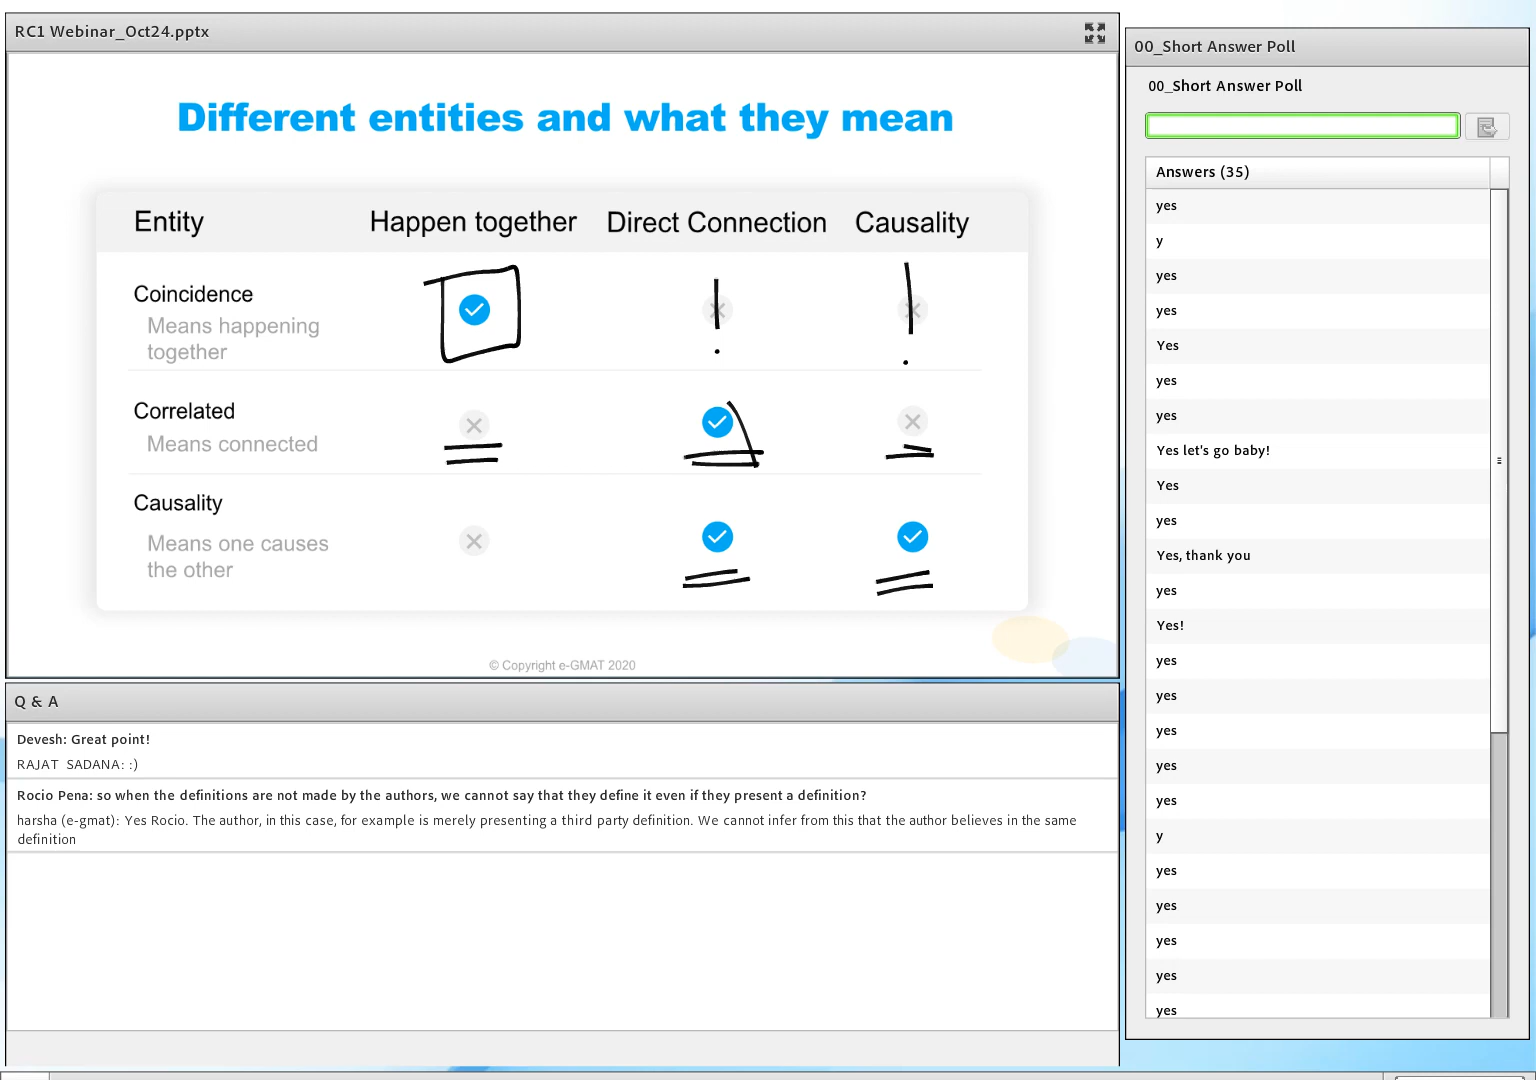 RC1 Webinar_Oct24.pptx
Different entities and what they mean
Entity Happen together Direct Connection Causality
Coincidence
Means happening
together
Correlated
Means connected
Causality
Means one causes
the other
© Copyright e-GMAT 2020
Q & A
Devesh: Great point!
RAJAT SADANA: :)
Rocio Pena: so when the definitions are not made by the authors, we cannot say that they define it even if they present a definition?
harsha (e-gmat): Yes Rocio. The author, in this case, for example is merely presenting a third party definition. We cannot infer from this that the author believes in the same
definition
00_Short Answer Poll
00_Short Answer Poll
Answers (35)
yes
y
yes
yes
Yes
yes
yes
Yes let's go baby!
Yes
yes
Yes, thank you
yes
Yes!
yes
yes
yes
yes
yes
y
yes
yes
yes
yes
yes